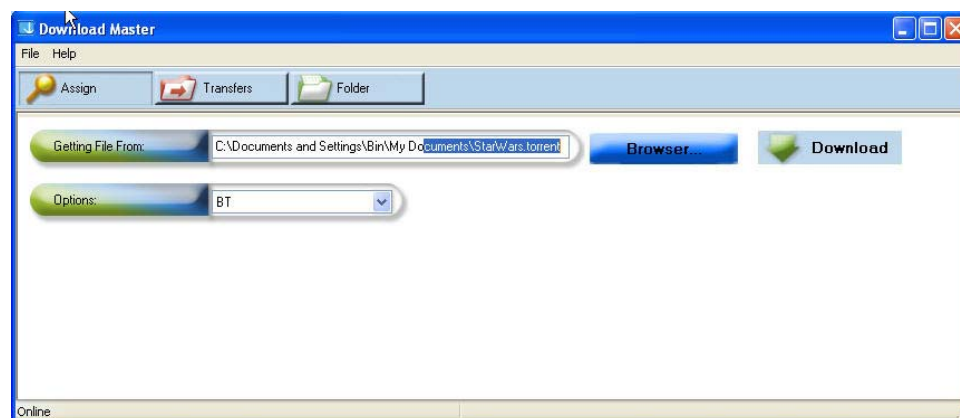 Download Master
File Help
Assign Transfers Folder
Getting File From: C:\Documents and Settings\Bin\My Documents\StarWars.torrent Browser... Download
Options: BT
Online